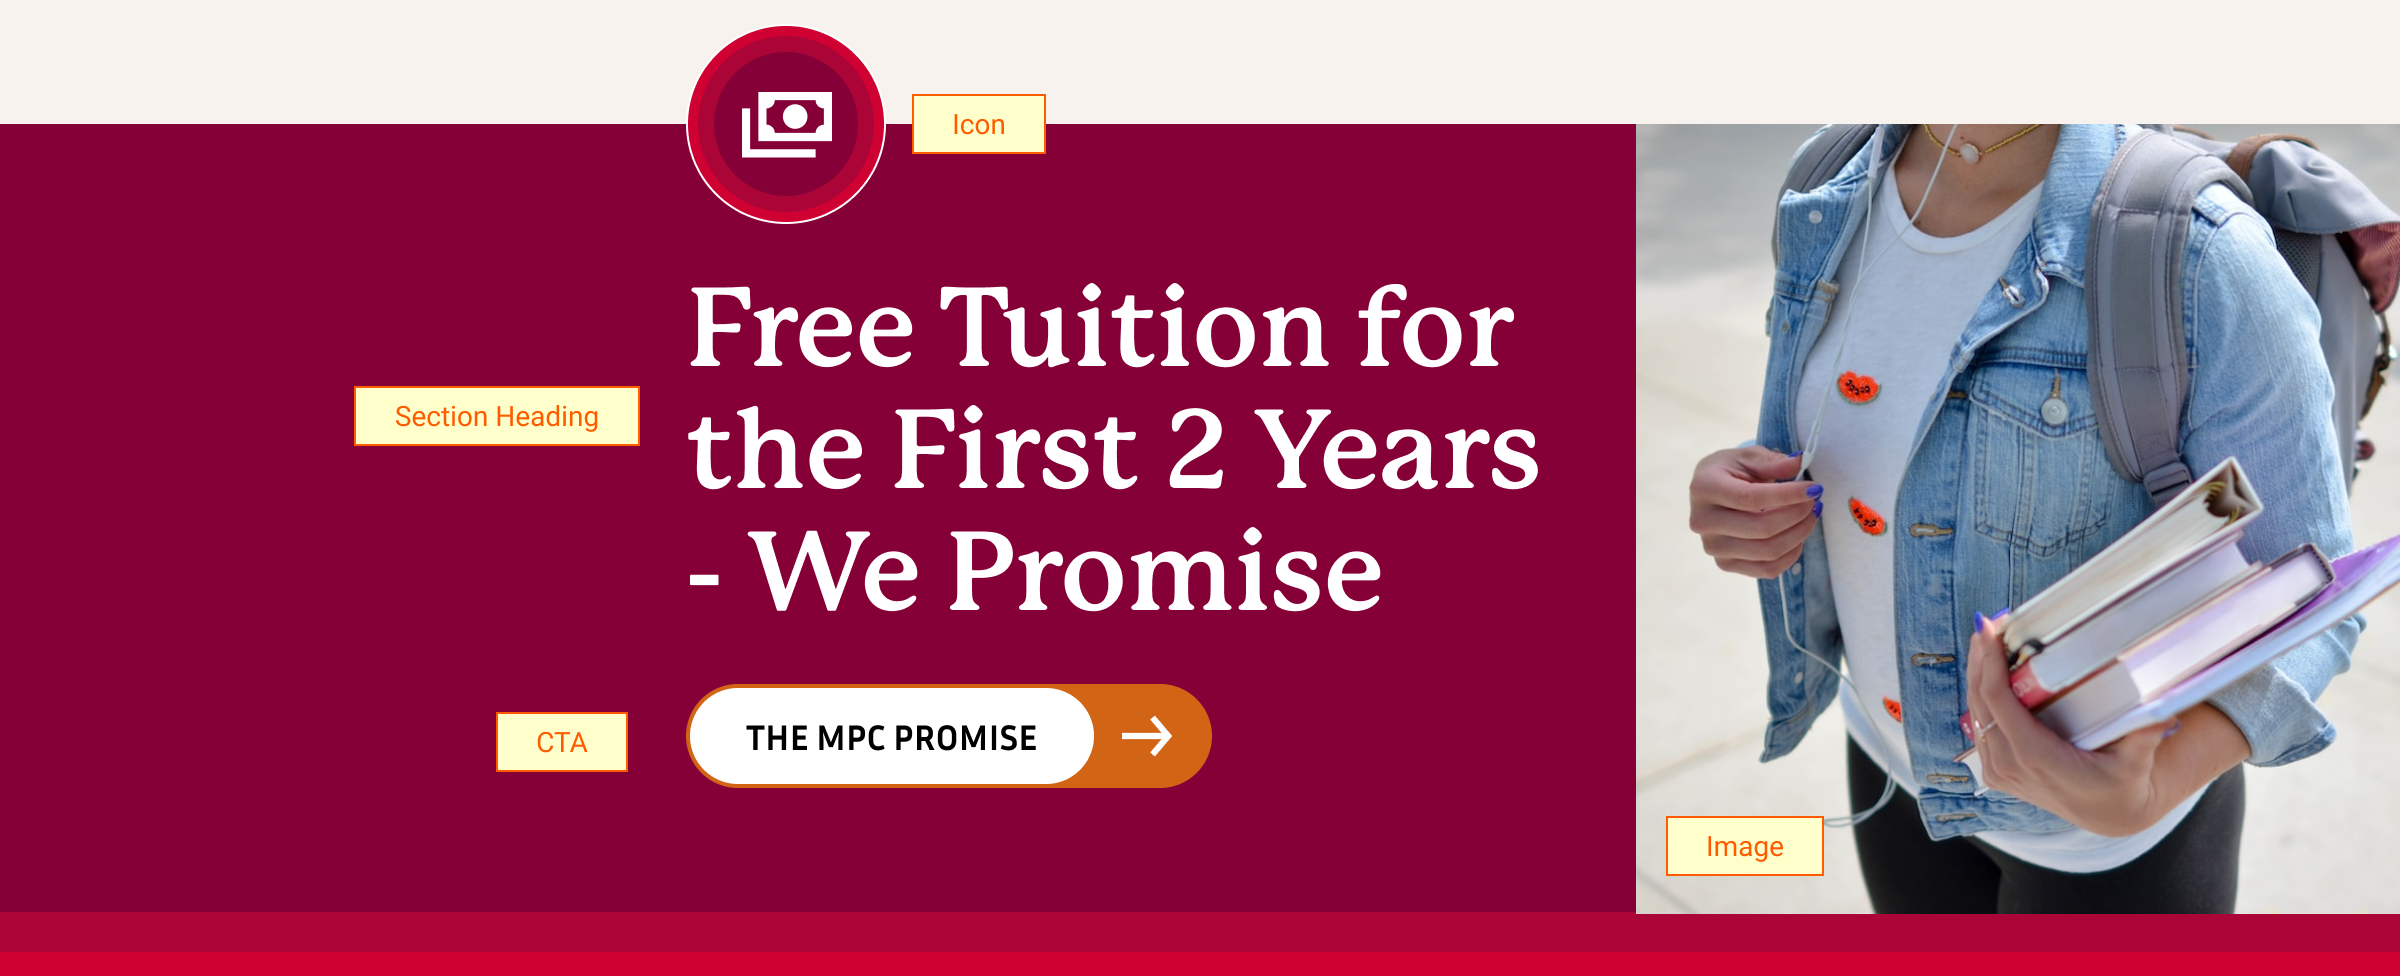 Icon
Free Tuition for
Section Heading
the First 2 Years
- We Promise
CTA
THE MPC PROMISE
Image